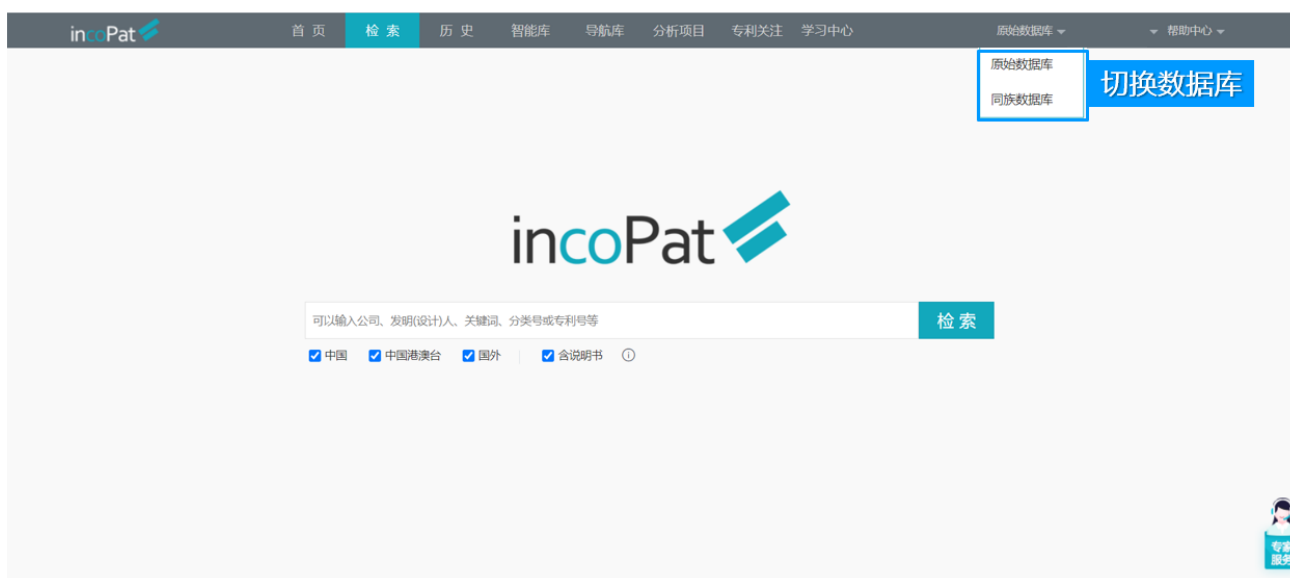 incoPat
首 页 检 索 历 史 智能库 导航库 分析项目 专利关注 学习中心 原始数据库 帮助中心
原始数据库
同族数据库
切换数据库
incoPat
可以输入公司、发明(设计)人、关键词、分类号或专利号等
检 索
中国 中国港澳台 国外 含说明书
专家
服务